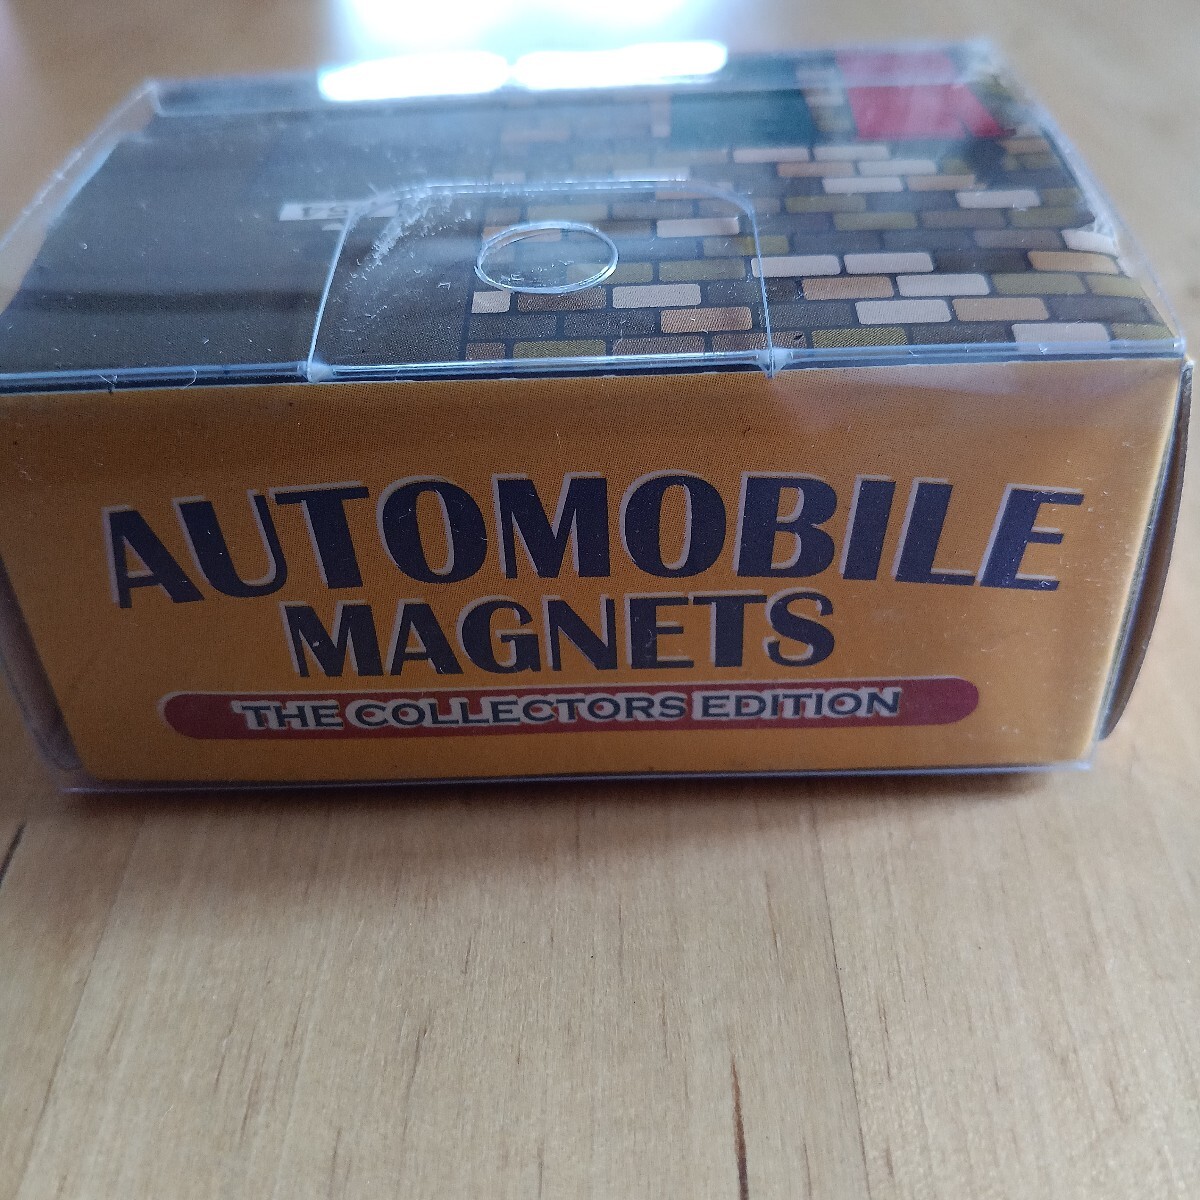 AUTOMOBILE
MAGNETS
THE COLLECTORS EDITION